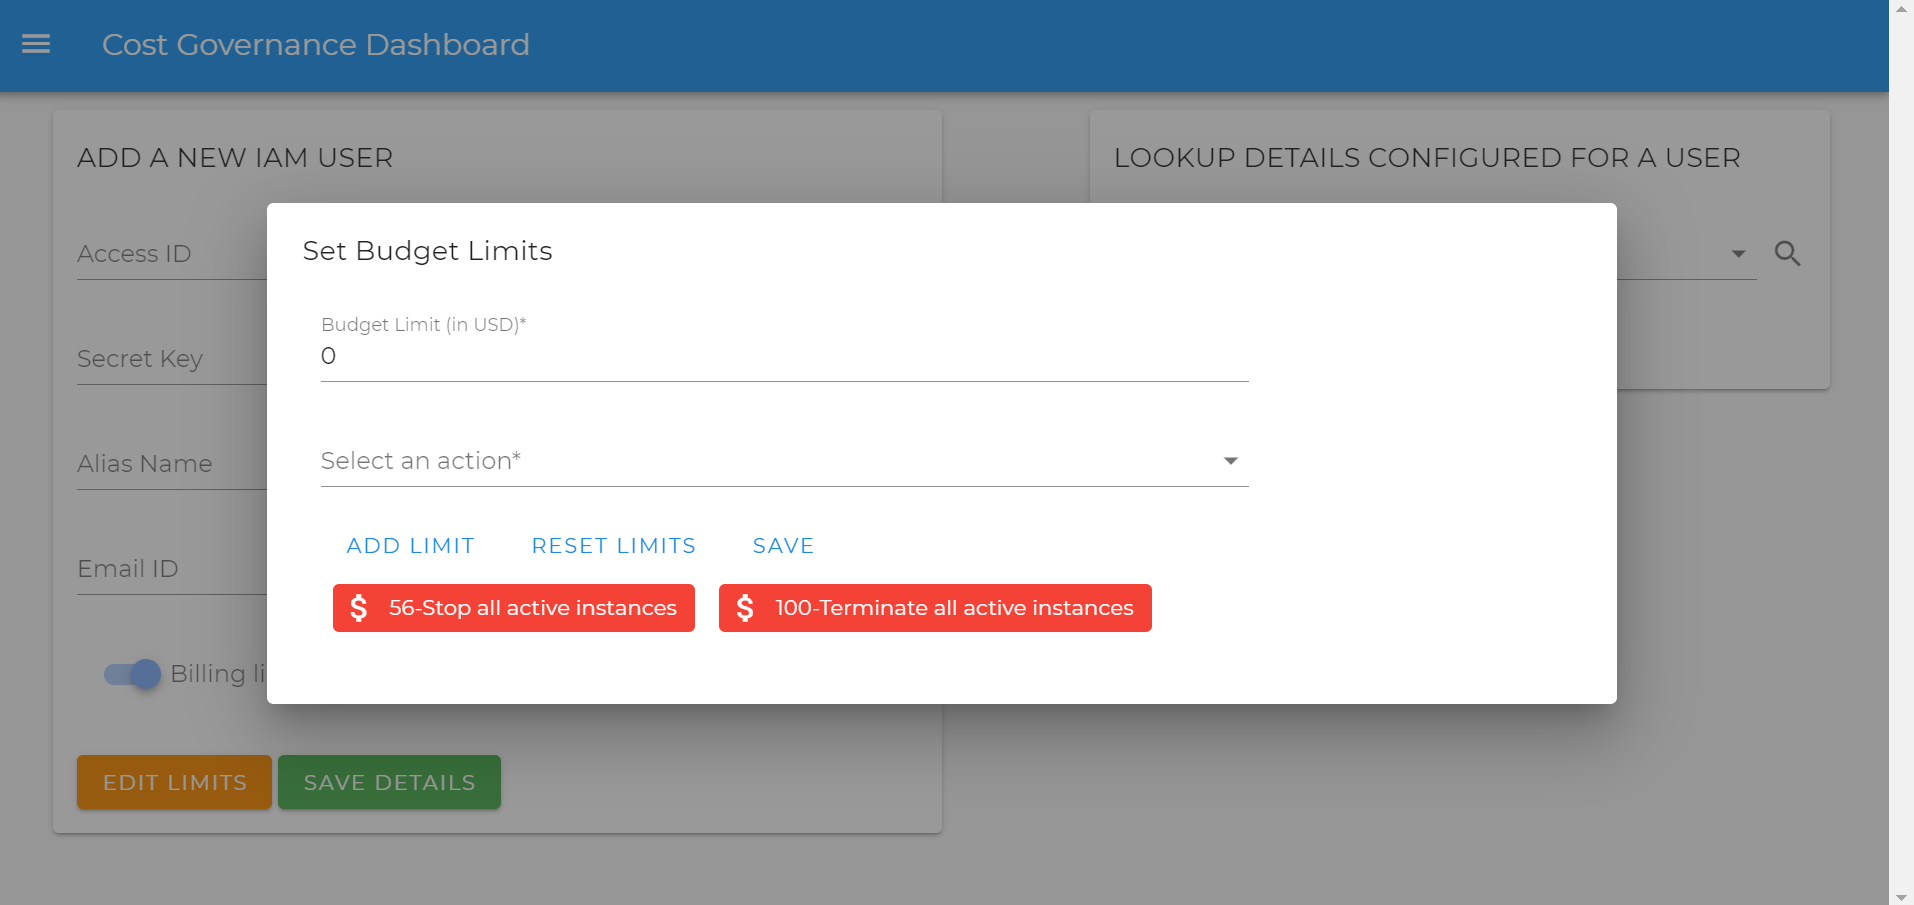 Cost Governance Dashboard
ADD A NEW IAM USER
LOOKUP DETAILS CONFIGURED FOR A USER
Access ID
Secret Key
Alias Name
Email ID
Billing li
EDIT LIMITS
SAVE DETAILS
Set Budget Limits
Budget Limit (in USD)*
0
Select an action*
ADD LIMIT
RESET LIMITS
SAVE
$ 56-Stop all active instances
$ 100-Terminate all active instances